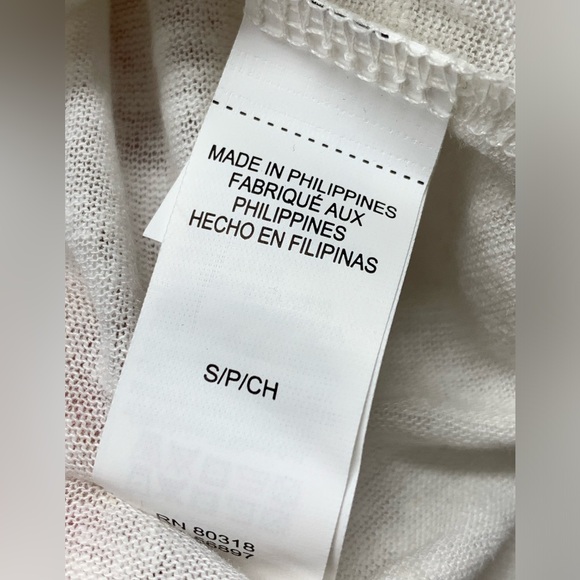 MADE IN PHILIPPINES
FABRIQUÉ AUX
PHILIPPINES
HECHO EN FILIPINAS
S/P/CH
RN 80318